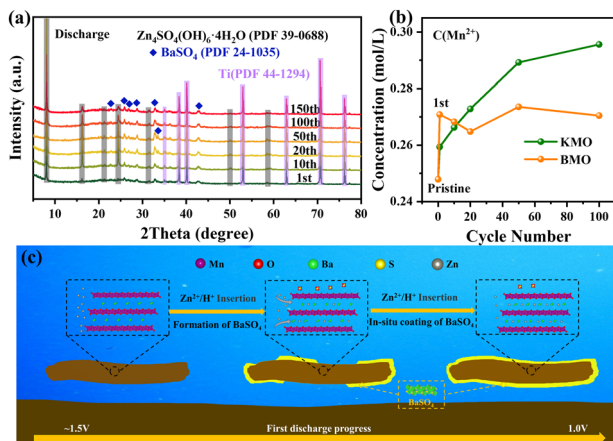 (a)
Discharge
Zn4SO4(OH)6·4H2O (PDF 39-0688)
BaSO4 (PDF 24-1035)
Ti(PDF 44-1294)
150th
100th
50th
20th
10th
1st
Intensity (a.u.)
10 20 30 40 50 60 70 80
2Theta (degree)
(b)
C(Mn2+)
Concentration (mol/L)
0.30
0.28
0.26
0.24
1st
Pristine
KMO
BMO
0 20 40 60 80 100
Cycle Number
(c)
Mn O Ba S Zn
Zn2+/H+ Insertion
Formation of BaSO4
Zn2+/H+ Insertion
In-situ coating of BaSO4
BaSO4
~1.5V First discharge progress 1.0V